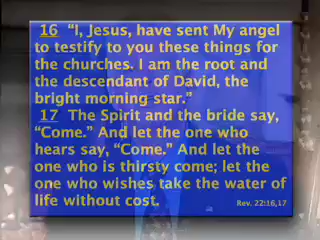 16 “I, Jesus, have sent My angel
to testify to you these things for
the churches. I am the root and
the descendant of David, the
bright morning star.”
17 The Spirit and the bride say,
“Come.” And let the one who
hears say, “Come.” And let the
one who is thirsty come; let the
one who wishes take the water of
life without cost.
Rev. 22:16,17